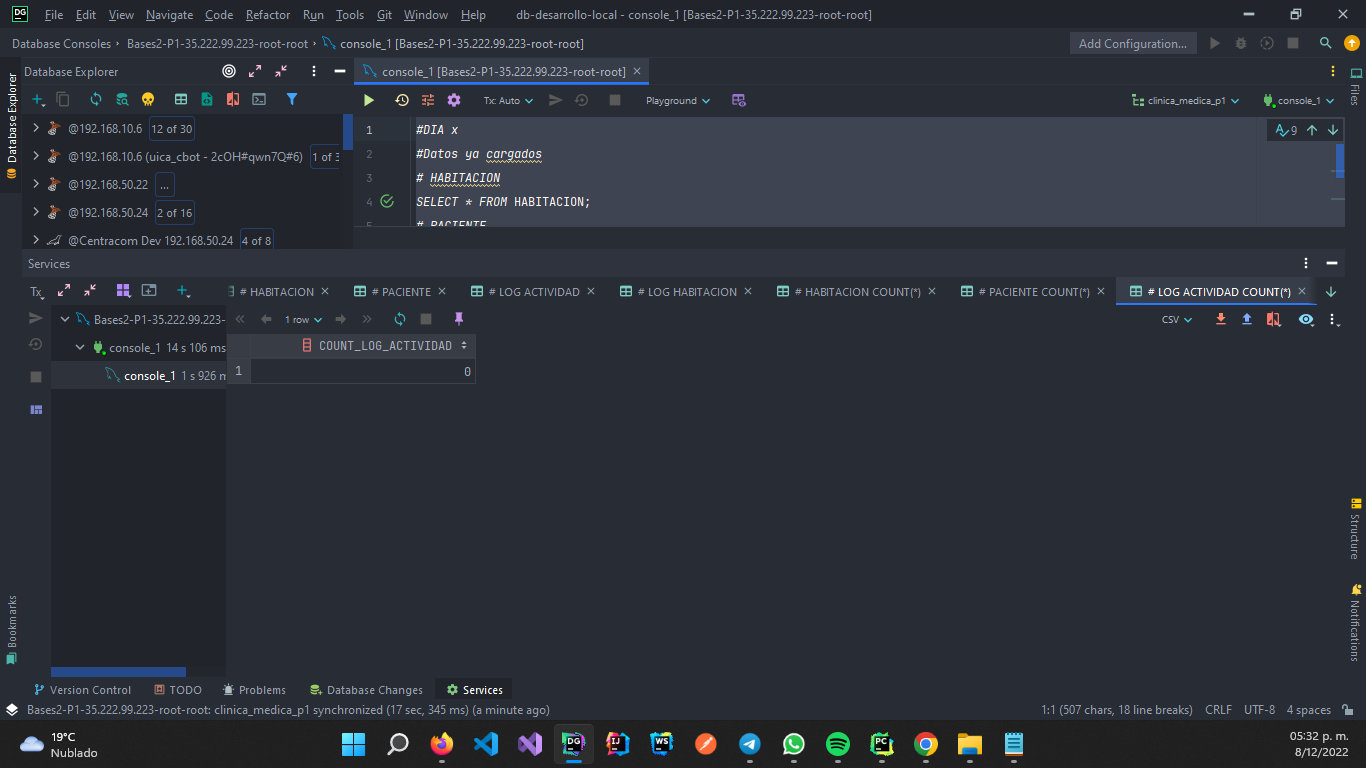 DG File Edit View Navigate Code Refactor Run Tools Git Window Help db-desarrollo-local - console_1 [Bases2-P1-35.222.99.223-root-root]
Database Consoles › Bases2-P1-35.222.99.223-root-root › console_1 [Bases2-P1-35.222.99.223-root-root] Add Configuration...
Database Explorer
console_1 [Bases2-P1-35.222.99.223-root-root]
Tx: Auto Playground clinica_medica_p1 console_1
Database Explorer
Files
@192.168.10.6 12 of 30
@192.168.10.6 (uica_cbot - 2cOH#qwn7Q#6) 1 of 3
@192.168.50.22 ...
@192.168.50.24 2 of 16
@Centracom Dev 192.168.50.24 4 of 8
1 #DIA x
2 #Datos ya cargados
3 # HABITACION
4 SELECT * FROM HABITACION;
5 # PACIENTE
9
Services
Tx
# HABITACION # PACIENTE # LOG ACTIVIDAD # LOG HABITACION # HABITACION COUNT(*) # PACIENTE COUNT(*) # LOG ACTIVIDAD COUNT(*)
Bases2-P1-35.222.99.223-
console_1 14 s 106 ms
console_1 1 s 926 m
1 row CSV
COUNT_LOG_ACTIVIDAD
1 0
Structure
Notifications
Bookmarks
Version Control TODO Problems Database Changes Services
Bases2-P1-35.222.99.223-root-root: clinica_medica_p1 synchronized (17 sec, 345 ms) (a minute ago) 1:1 (507 chars, 18 line breaks) CRLF UTF-8 4 spaces
19°C
Nublado
DG IJ WS PC
05:32 p. m.
8/12/2022